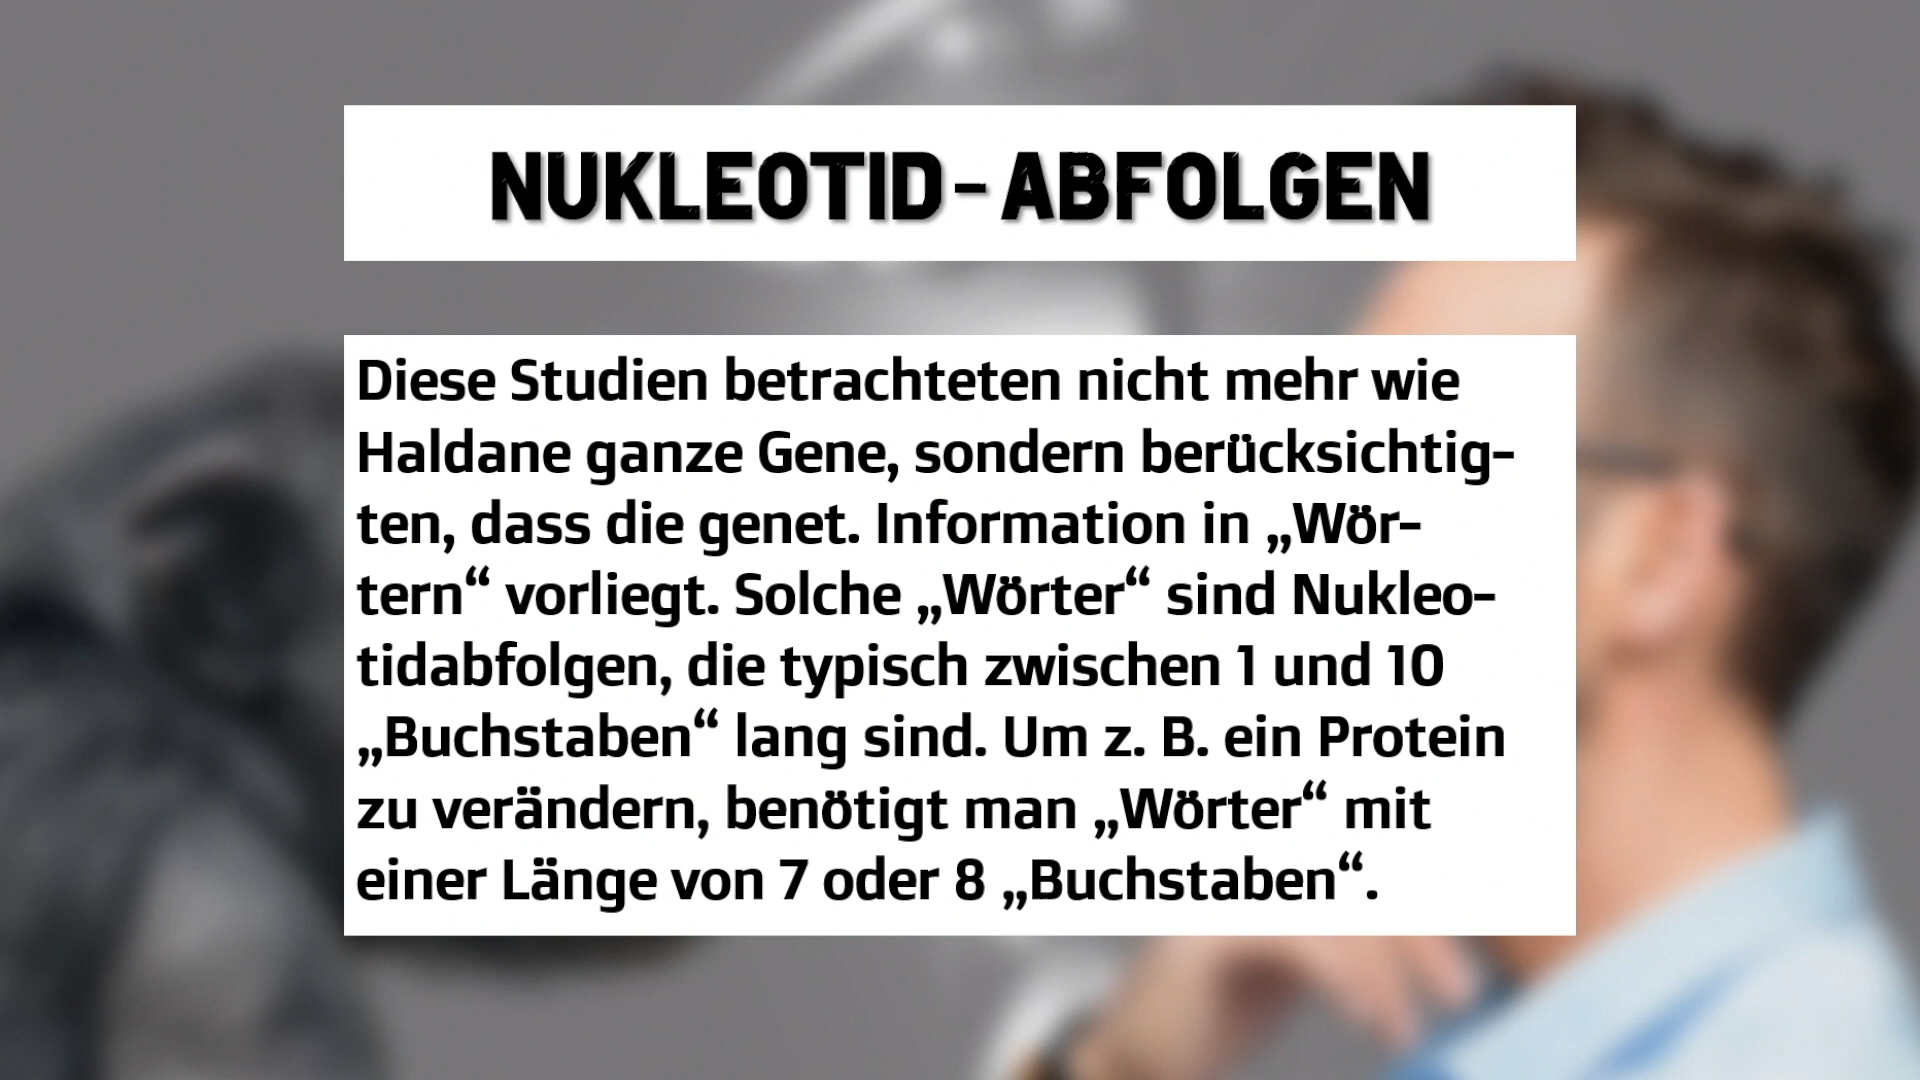 NUKLEOTID-ABFOLGEN
Diese Studien betrachteten nicht mehr wie
Haldane ganze Gene, sondern berücksichtig-
ten, dass die genet. Information in „Wör-
tern“ vorliegt. Solche „Wörter“ sind Nukleo-
tidabfolgen, die typisch zwischen 1 und 10
„Buchstaben“ lang sind. Um z. B. ein Protein
zu verändern, benötigt man „Wörter“ mit
einer Länge von 7 oder 8 „Buchstaben“.